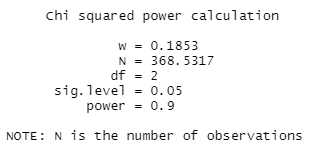 Chi squared power calculation
w = 0.1853
N = 368.5317
df = 2
sig.level = 0.05
power = 0.9
NOTE: N is the number of observations